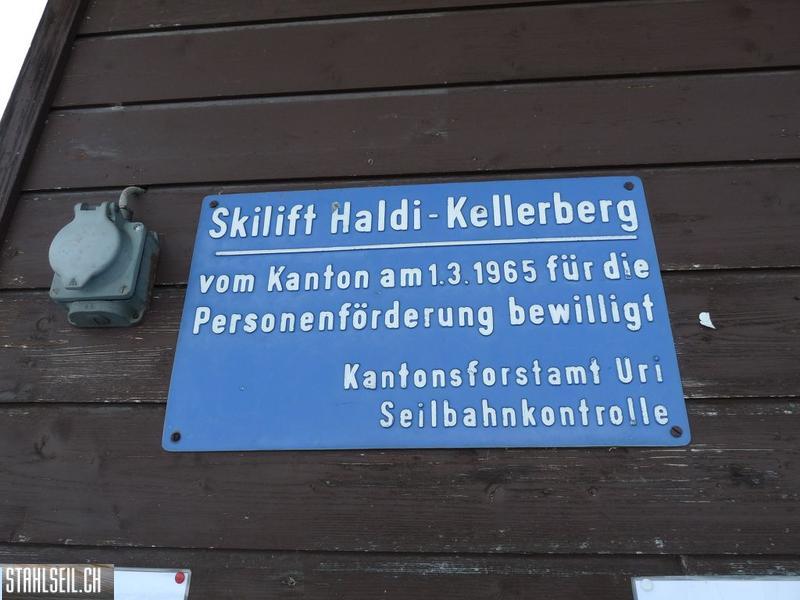 Skilift Haldi - Kellerberg
vom Kanton am 1.3.1965 für die
Personenförderung bewilligt
Kantonsforstamt Uri
Seilbahnkontrolle
STAHLSEIL.CH